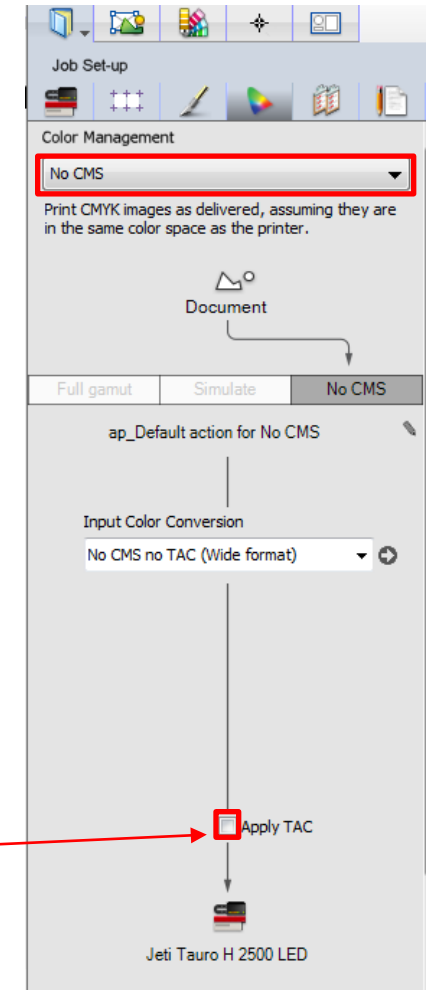 Job Set-up
Color Management
No CMS
Print CMYK images as delivered, assuming they are
in the same color space as the printer.
Document
Full gamut Simulate No CMS
ap_Default action for No CMS
Input Color Conversion
No CMS no TAC (Wide format)
Apply TAC
Jeti Tauro H 2500 LED